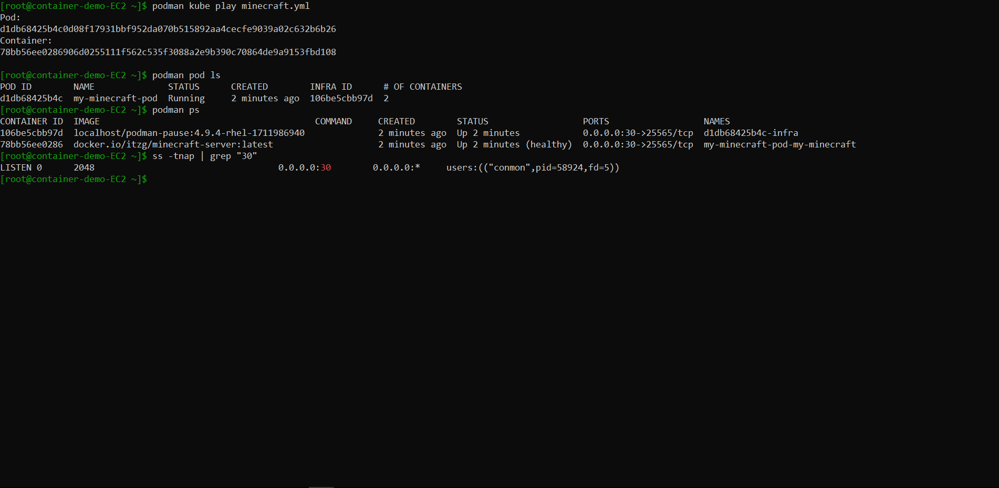 [root@container-demo-EC2 ~]$ podman kube play minecraft.yml
Pod:
d1db68425b4c0d08f17931bbf952da070b515892aa4cecfe9039a02c632b6b26
Container:
78bb56ee0286906d0255111f562c535f3088a2e9b390c70864de9a9153fbd108
[root@container-demo-EC2 ~]$ podman pod ls
POD ID        NAME              STATUS      CREATED        INFRA ID      # OF CONTAINERS
d1db68425b4c  my-minecraft-pod  Running     2 minutes ago  106be5cbb97d  2
[root@container-demo-EC2 ~]$ podman ps
CONTAINER ID  IMAGE                                         COMMAND     CREATED        STATUS                  PORTS                  NAMES
106be5cbb97d  localhost/podman-pause:4.9.4-rhel-1711986940              2 minutes ago  Up 2 minutes            0.0.0.0:30->25565/tcp  d1db68425b4c-infra
78bb56ee0286  docker.io/itzg/minecraft-server:latest                    2 minutes ago  Up 2 minutes (healthy)  0.0.0.0:30->25565/tcp  my-minecraft-pod-my-minecraft
[root@container-demo-EC2 ~]$ ss -tnap | grep "30"
LISTEN 0      2048                                   0.0.0.0:30        0.0.0.0:*     users:(("conmon",pid=58924,fd=5))
[root@container-demo-EC2 ~]$